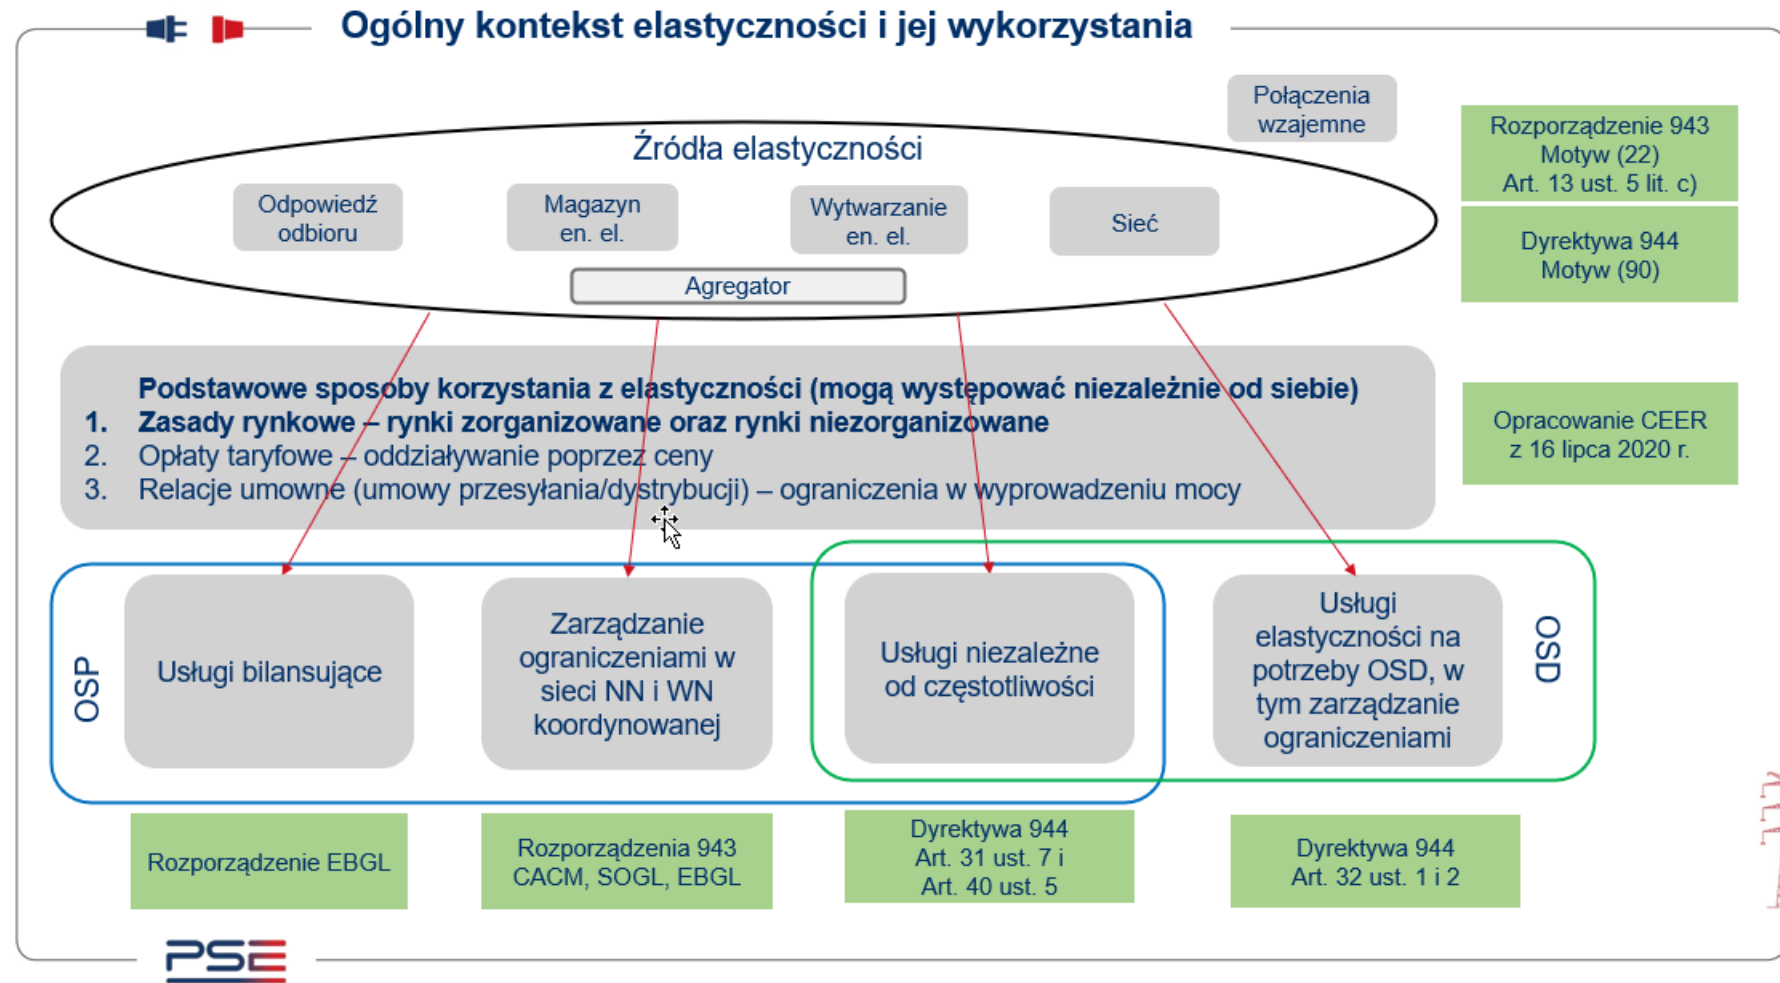 Ogólny kontekst elastyczności i jej wykorzystania
Połączenia
wzajemne
Źródła elastyczności
Odpowiedź
odbioru
Magazyn
en. el.
Wytwarzanie
en. el.
Sieć
Agregator
Rozporządzenie 943
Motyw (22)
Art. 13 ust. 5 lit. c)
Dyrektywa 944
Motyw (90)
Podstawowe sposoby korzystania z elastyczności (mogą występować niezależnie od siebie)
1. Zasady rynkowe – rynki zorganizowane oraz rynki niezorganizowane
2. Opłaty taryfowe – oddziaływanie poprzez ceny
3. Relacje umowne (umowy przesyłania/dystrybucji) – ograniczenia w wyprowadzeniu mocy
Opracowanie CEER
z 16 lipca 2020 r.
OSP
Usługi bilansujące
Zarządzanie
ograniczeniami w
sieci NN i WN
koordynowanej
Usługi niezależne
od częstotliwości
Usługi
elastyczności na
potrzeby OSD, w
tym zarządzanie
ograniczeniami
OSD
Rozporządzenie EBGL
Rozporządzenia 943
CACM, SOGL, EBGL
Dyrektywa 944
Art. 31 ust. 7 i
Art. 40 ust. 5
Dyrektywa 944
Art. 32 ust. 1 i 2
PSE